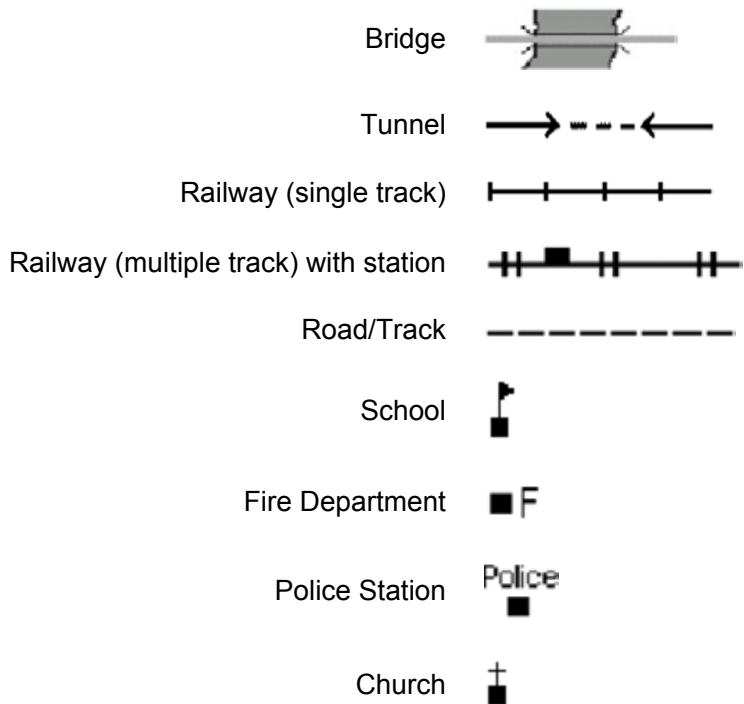 Bridge
Tunnel
Railway (single track)
Railway (multiple track) with station
Road/Track
School
Fire Department
F
Police Station
Police
Church